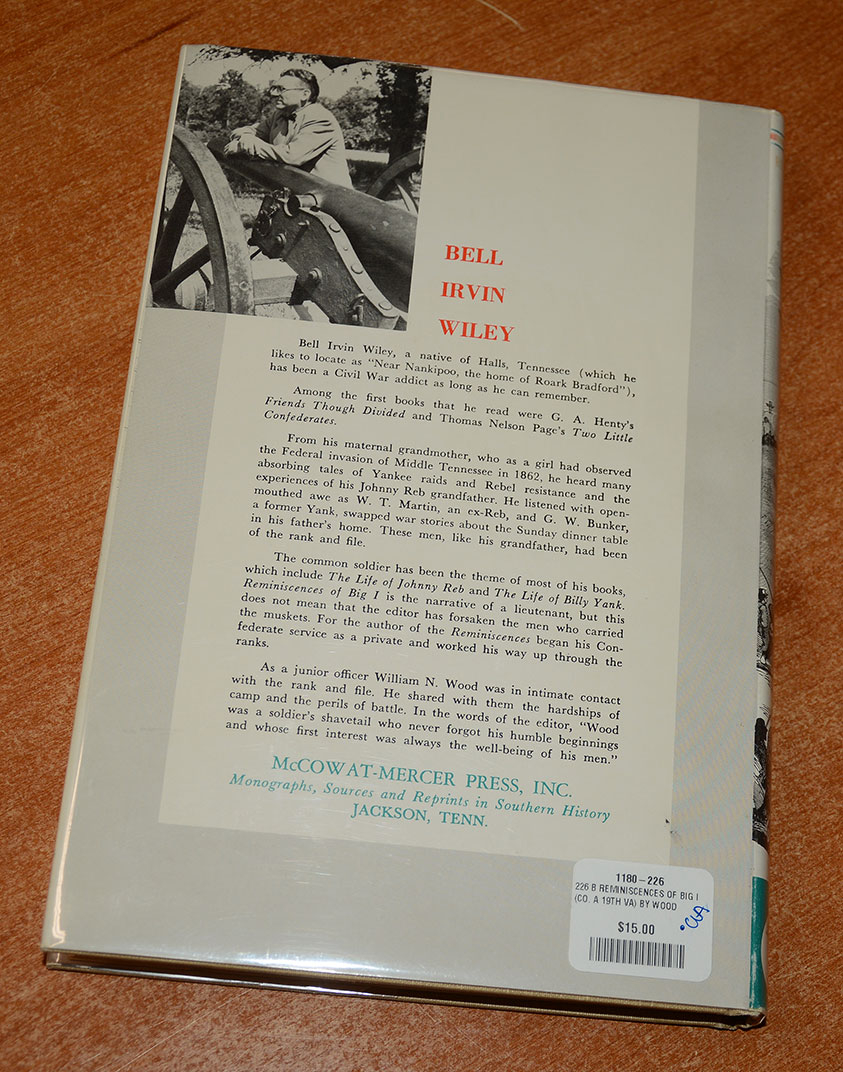 BELL
IRVIN
WILEY
Bell Irvin Wiley, a native of Halls, Tennessee (which he
likes to locate as "Near Nankipoo, the home of Roark Bradford"),
has been a Civil War addict as long as he can remember.
Among the first books that he read were G. A. Henty's
Friends Though Divided and Thomas Nelson Page's Two Little
Confederates.
From his maternal grandmother, who as a girl had observed
the Federal invasion of Middle Tennessee in 1862, he heard many
absorbing tales of Yankee raids and Rebel resistance and the
experiences of his Johnny Reb grandfather. He listened with open-
mouthed awe as W. T. Martin, an ex-Reb, and G. W. Bunker,
a former Yank, swapped war stories about the Sunday dinner table
in his father's home. These men, like his grandfather, had been
of the rank and file.
The common soldier has been the theme of most of his books,
which include The Life of Johnny Reb and The Life of Billy Yank.
Reminiscences of Big I is the narrative of a lieutenant, but this
does not mean that the editor has forsaken the men who carried
the muskets. For the author of the Reminiscences began his Con-
federate service as a private and worked his way up through the
ranks.
As a junior officer William N. Wood was in intimate contact
with the rank and file. He shared with them the hardships of
camp and the perils of battle. In the words of the editor, "Wood
was a soldier's shavetail who never forgot his humble beginnings
and whose first interest was always the well-being of his men."
McCOWAT-MERCER PRESS, INC.
Monographs, Sources and Reprints in Southern History
JACKSON, TENN.
1180-226
226 B REMINISCENCES OF BIG I
(CO. A 19TH VA) BY WOOD
$15.00